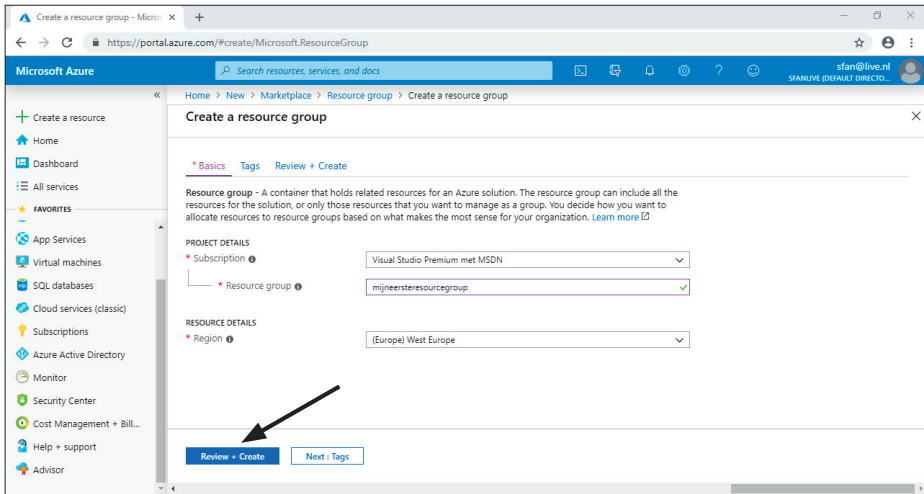 Create a resource group - Micros
https://portal.azure.com/#create/Microsoft.ResourceGroup
Microsoft Azure
Search resources, services, and docs
sfan@live.nl
SFANLIVE (DEFAULT DIRECTO...
Create a resource
Home
Dashboard
All services
FAVORITES
App Services
Virtual machines
SQL databases
Cloud services (classic)
Subscriptions
Azure Active Directory
Monitor
Security Center
Cost Management + Bill...
Help + support
Advisor
Home > New > Marketplace > Resource group > Create a resource group
Create a resource group
* Basics Tags Review + Create
Resource group - A container that holds related resources for an Azure solution. The resource group can include all the
resources for the solution, or only those resources that you want to manage as a group. You decide how you want to
allocate resources to resource groups based on what makes the most sense for your organization. Learn more
PROJECT DETAILS
* Subscription
Visual Studio Premium met MSDN
* Resource group
mijneersteresourcegroup
RESOURCE DETAILS
* Region
(Europe) West Europe
Review + Create
Next : Tags